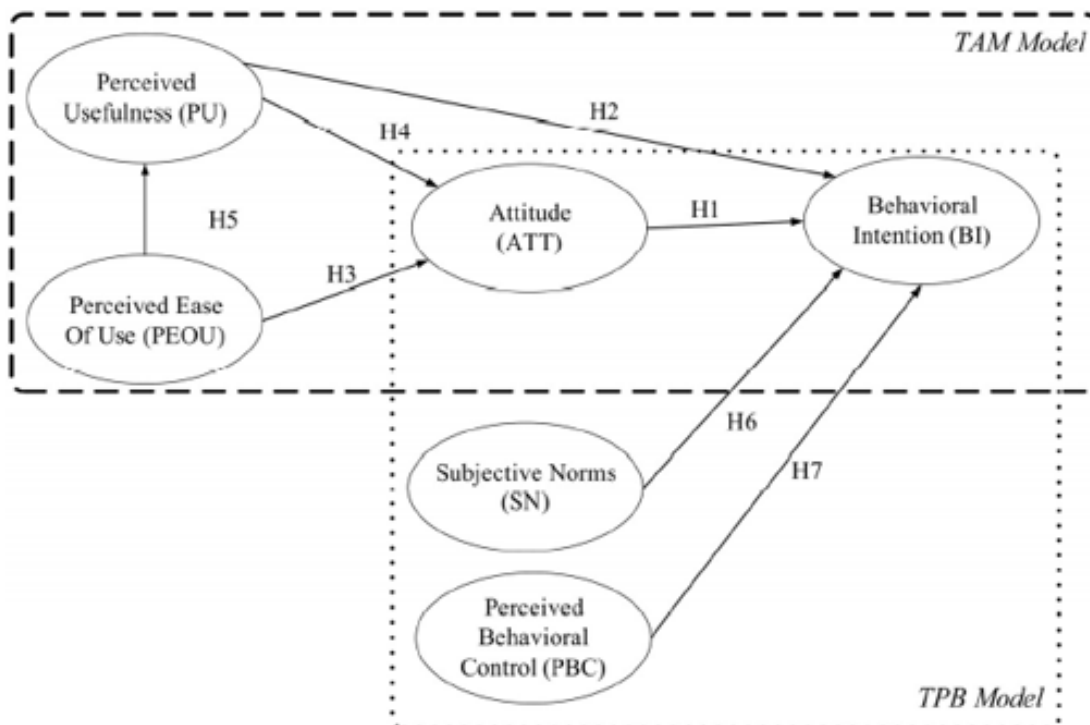 TAM Model
Perceived
Usefulness (PU)
H2
H4
Attitude
(ATT)
H1
Behavioral
Intention (BI)
H5
H3
Perceived Ease
Of Use (PEOU)
H6
Subjective Norms
(SN)
H7
Perceived
Behavioral
Control (PBC)
TPB Model